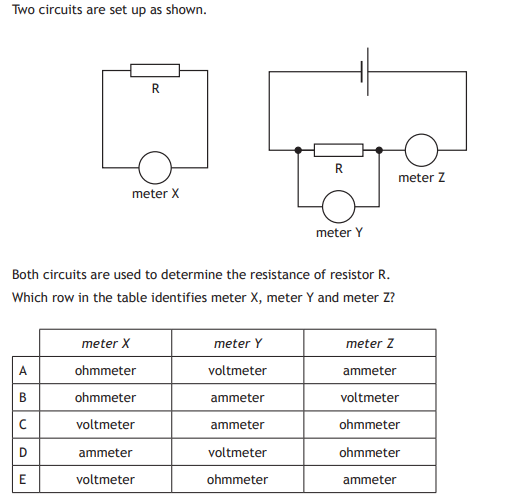 Two circuits are set up as shown.
R
R
meter X
meter Z
meter Y
Both circuits are used to determine the resistance of resistor R.
Which row in the table identifies meter X, meter Y and meter Z?
meter X meter Y meter Z
A ohmmeter voltmeter ammeter
B ohmmeter ammeter voltmeter
C voltmeter ammeter ohmmeter
D ammeter voltmeter ohmmeter
E voltmeter ohmmeter ammeter